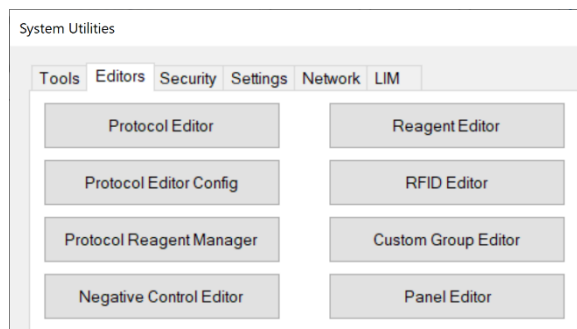 System Utilities
Tools Editors Security Settings Network LIM
Protocol Editor Reagent Editor
Protocol Editor Config RFID Editor
Protocol Reagent Manager Custom Group Editor
Negative Control Editor Panel Editor